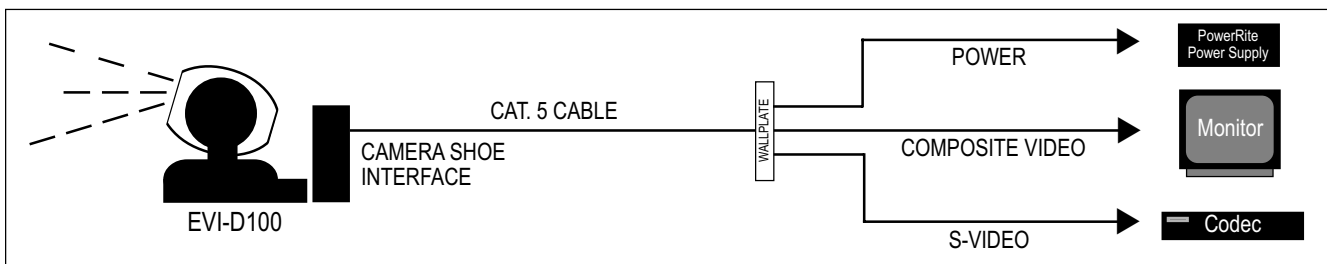 PowerRite
Power Supply
POWER
CAT. 5 CABLE
WALLPLATE
Monitor
COMPOSITE VIDEO
CAMERA SHOE
INTERFACE
EVI-D100
S-VIDEO
Codec